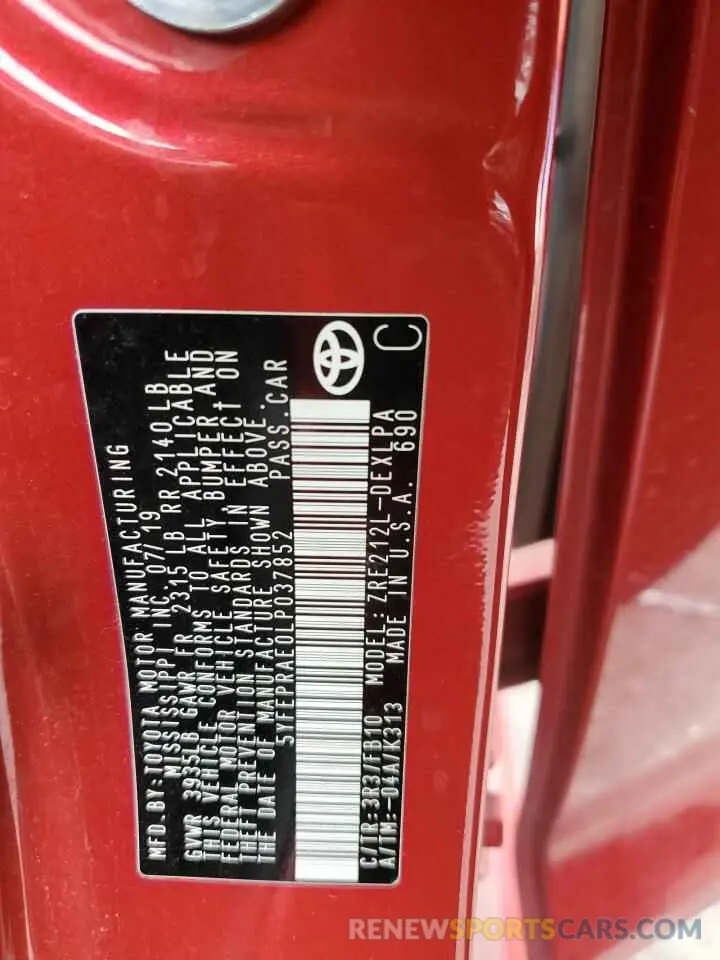 MFD.BY:TOYOTA MOTOR MANUFACTURING
MISSISSIPPI INC. 07/19
GVWR 3935LB GAWR FR 2315 LB RR 2140 LB
THIS VEHICLE CONFORMS TO ALL APPLICABLE
FEDERAL MOTOR VEHICLE SAFETY, BUMPER AND
THEFT PREVENTION STANDARDS IN EFFECT ON
THE DATE OF MANUFACTURE SHOWN ABOVE.
5YFEPRAE0LP037852 PASS.CAR
C/TR:3R3/FB10 MODEL:ZRE212L-DEXLPA
A/TM:-04A/K313 MADE IN U.S.A. 690
C
RENEWSPORTSCARS.COM